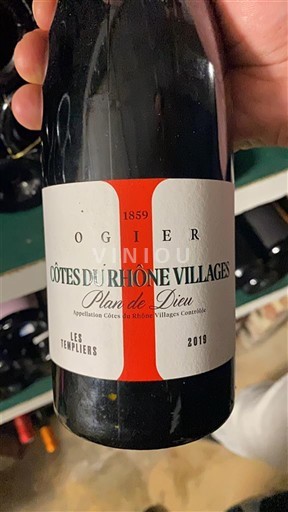 1859
OGIER
VINIOU
CÔTES DU RHÔNE VILLAGES
Plan de Dieu
Appellation Côtes du Rhône Villages Contrôlée
LES
TEMPLIERS
2019